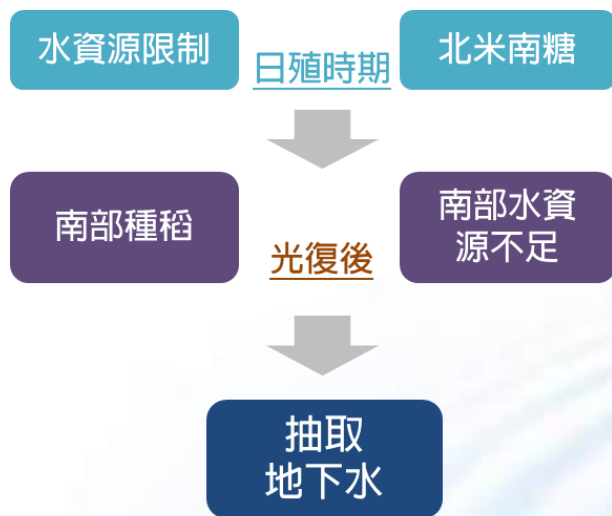 水資源限制
日殖時期
北米南糖
南部種稻
光復後
南部水資
源不足
抽取
地下水